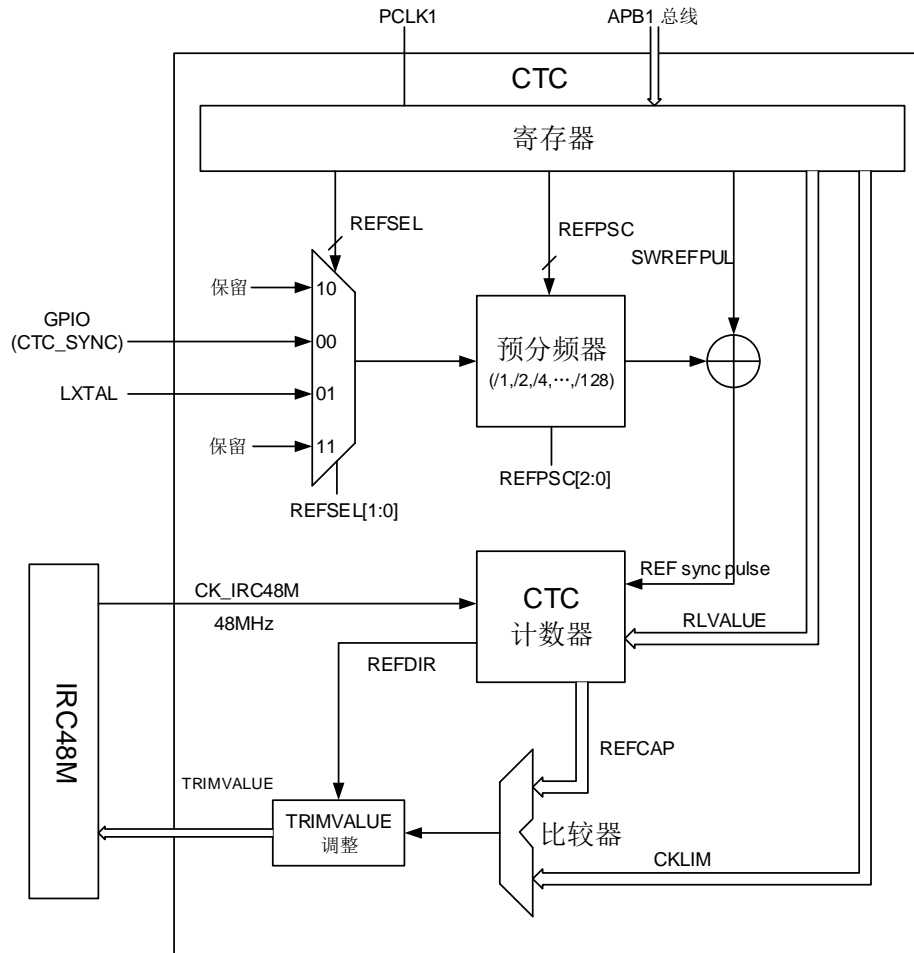 PCLK1
APB1 总线
CTC
寄存器
REFSEL
REFPSC
SWREFPUL
保留
10
GPIO
(CTC_SYNC)
00
预分频器
(/1,/2,/4,…,/128)
LXTAL
01
保留
11
REFSEL[1:0]
REFPSC[2:0]
REF sync pulse
CK_IRC48M
48MHz
CTC
计数器
RLVALUE
REFDIR
IRC48M
REFCAP
TRIMVALUE
TRIMVALUE
调整
比较器
CKLIM